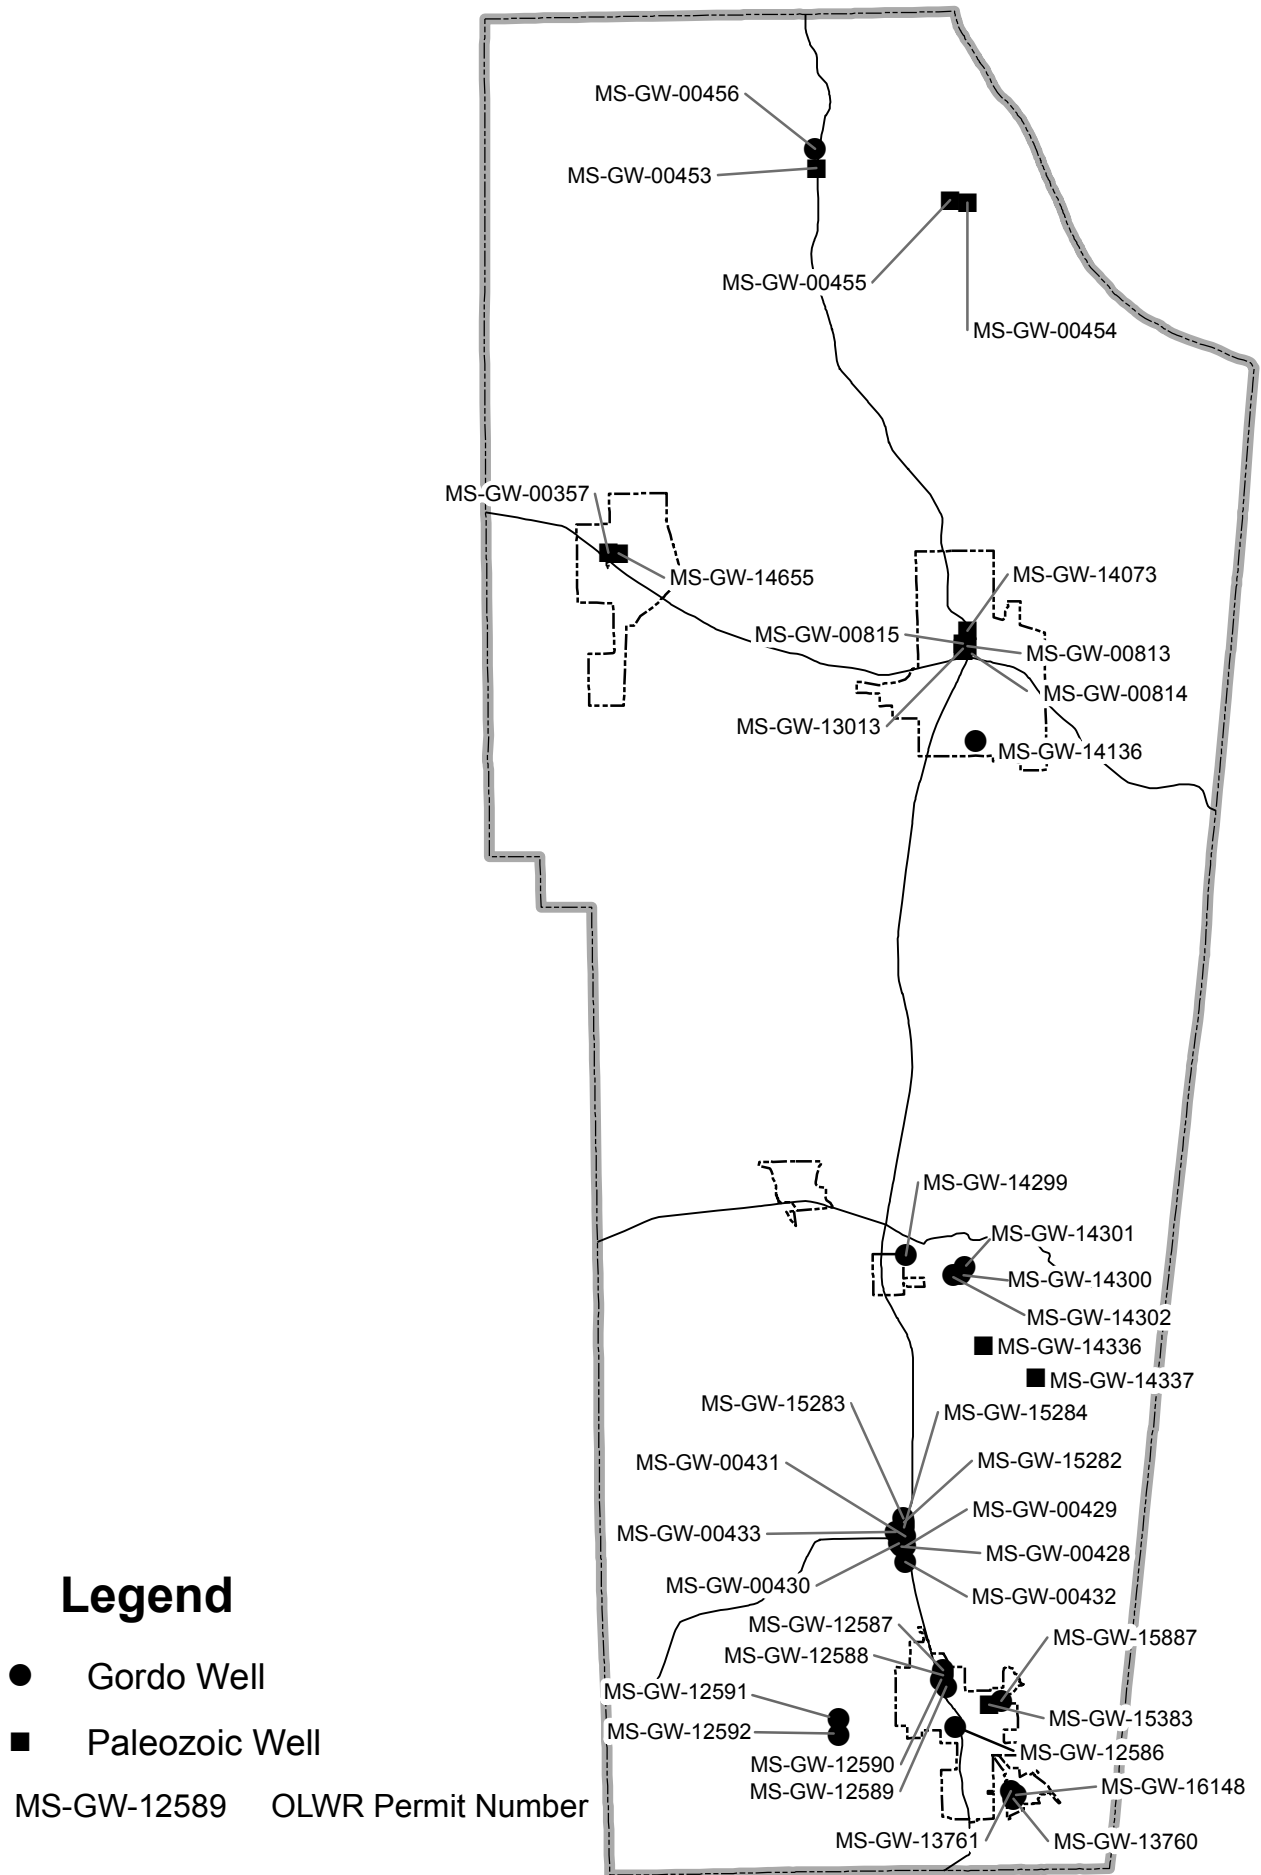 MS-GW-00456
MS-GW-00453
MS-GW-00455
MS-GW-00454
MS-GW-00357
MS-GW-14655
MS-GW-14073
MS-GW-00815
MS-GW-00813
MS-GW-00814
MS-GW-13013
MS-GW-14136
MS-GW-14299
MS-GW-14301
MS-GW-14300
MS-GW-14302
MS-GW-14336
MS-GW-14337
MS-GW-15283
MS-GW-15284
MS-GW-00431
MS-GW-15282
MS-GW-00429
MS-GW-00433
MS-GW-00428
MS-GW-00430
MS-GW-00432
MS-GW-12587
MS-GW-15887
MS-GW-12588
MS-GW-12591
MS-GW-15383
MS-GW-12592
MS-GW-12586
MS-GW-12590
MS-GW-16148
MS-GW-12589
MS-GW-13761
MS-GW-13760
Legend
Gordo Well
Paleozoic Well
MS-GW-12589 OLWR Permit Number